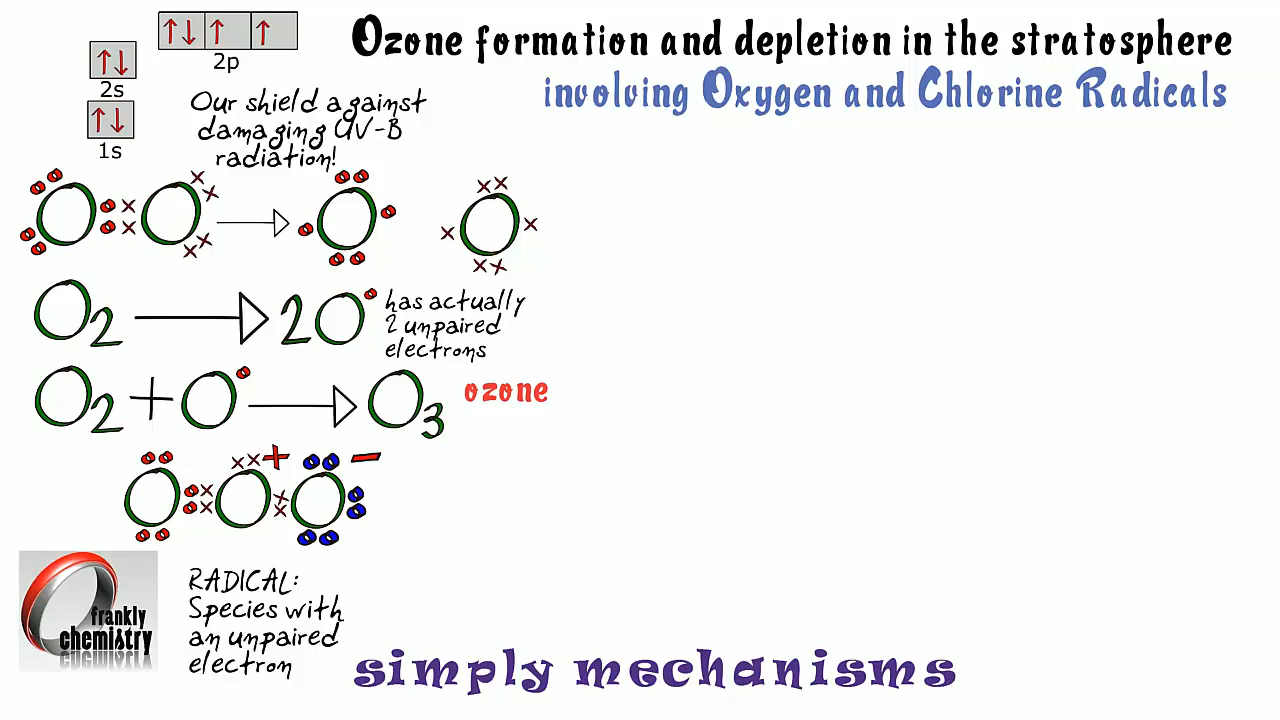 Ozone formation and depletion in the stratosphere
involving Oxygen and Chlorine Radicals
2p
2s
1s
Our shield against
damaging UV-B
radiation!
O2 → 2O•
has actually
2 unpaired
electrons
O2 + O• → O3
ozone
+ −
RADICAL:
Species with
an unpaired
electron
frankly
chemistry
simply mechanisms